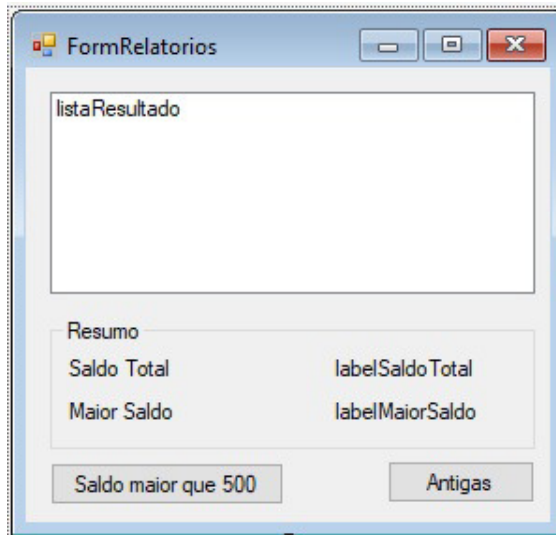 FormRelatorios
listaResultado
Resumo
Saldo Total labelSaldoTotal
Maior Saldo labelMaiorSaldo
Saldo maior que 500 Antigas